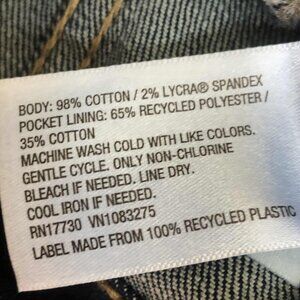 BODY: 98% COTTON / 2% LYCRA® SPANDEX
POCKET LINING: 65% RECYCLED POLYESTER /
35% COTTON
MACHINE WASH COLD WITH LIKE COLORS.
GENTLE CYCLE. ONLY NON-CHLORINE
BLEACH IF NEEDED. LINE DRY.
COOL IRON IF NEEDED.
RN17730 VN1083275
LABEL MADE FROM 100% RECYCLED PLASTIC